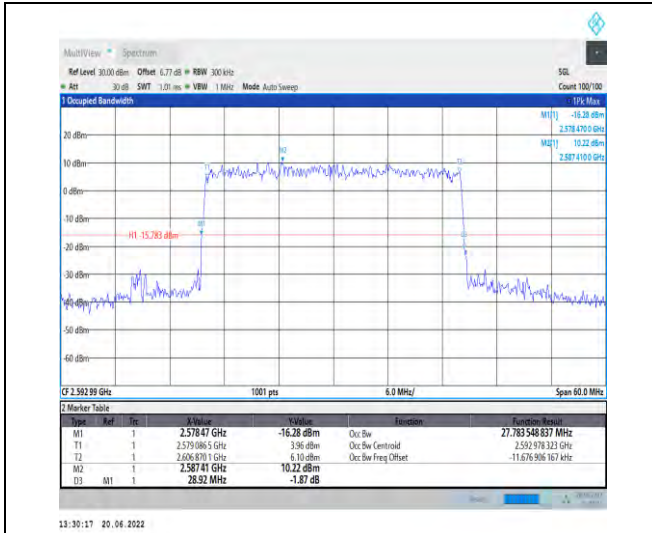 MultiView Spectrum
Ref Level 30.00 dBm Offset 6.77 dB RBW 300 kHz SGL
Att 30 dB SWT 1.01 ms VBW 1 MHz Mode Auto Sweep Count 100/100
1 Occupied Bandwidth 1Pk Max
M1[1] -16.28 dBm
2.578 4700 GHz
M2[1] 10.22 dBm
2.587 4100 GHz
20 dBm
M2
T1
10 dBm
0 dBm
-10 dBm
H1 -15.783 dBm
-20 dBm
-30 dBm
-40 dBm
-50 dBm
-60 dBm
CF 2.592 99 GHz 1001 pts 6.0 MHz/ Span 60.0 MHz
2 Marker Table
Type Ref Trc X-Value Y-Value Function Function Result
M1 1 2.578 47 GHz -16.28 dBm Occ Bw 27.783 548 837 MHz
T1 1 2.579 086 5 GHz 3.96 dBm Occ Bw Centroid 2.592 978 323 GHz
T2 1 2.606 870 1 GHz 6.10 dBm Occ Bw Freq Offset -11.676 906 167 kHz
M2 1 2.587 41 GHz 10.22 dBm
D3 M1 1 28.92 MHz -1.87 dB
13:30:17 20.06.2022